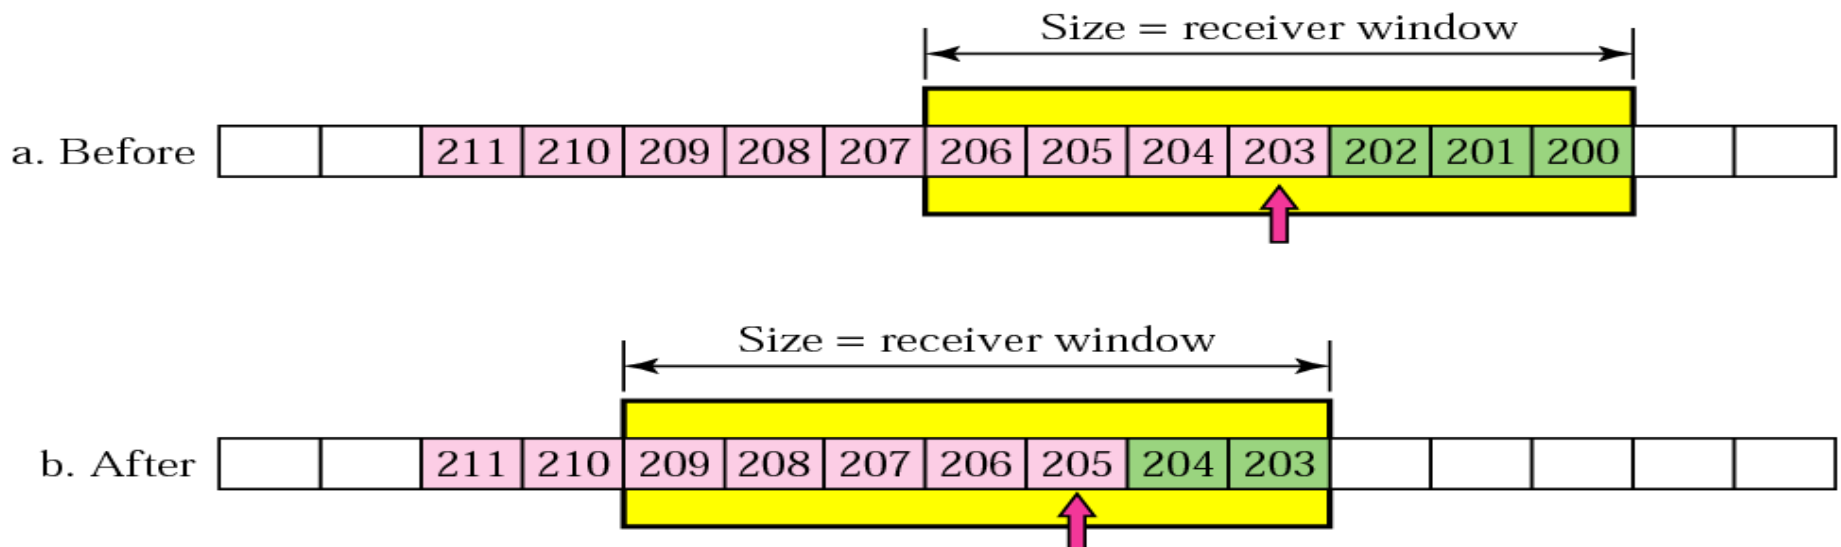 Size = receiver window
a. Before 211 210 209 208 207 206 205 204 203 202 201 200
Size = receiver window
b. After 211 210 209 208 207 206 205 204 203